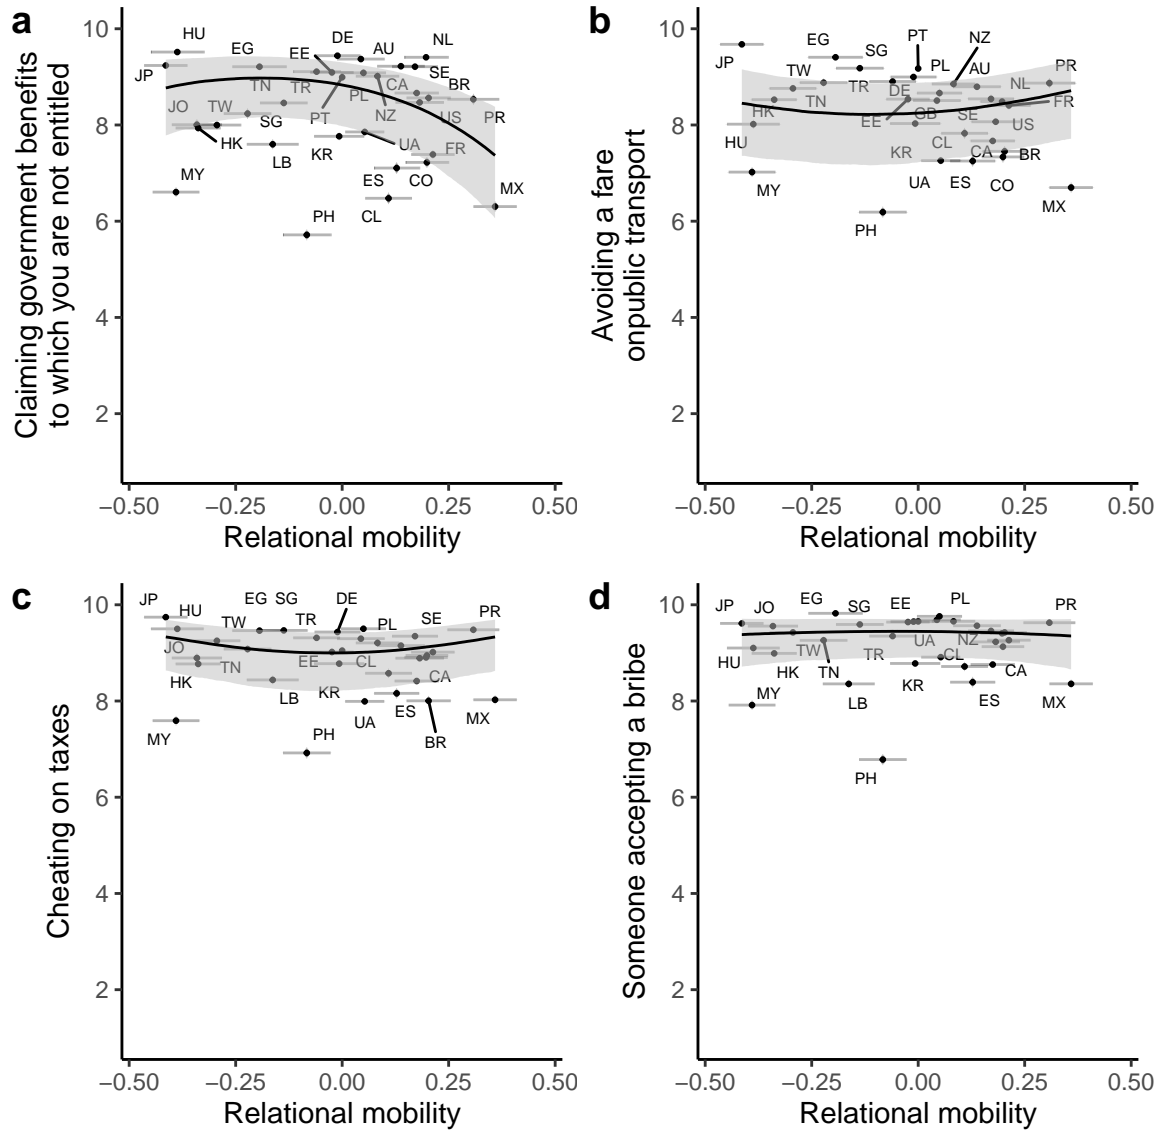 a
Claiming government benefits
to which you are not entitled
10
8
6
4
2
HU
JP
EG
EE
DE
AU
NL
SE
BR
JO
TW
TN
TR
PL
CA
US
PR
SG
PT
NZ
HK
LB
KR
UA
FR
MY
ES
CO
MX
PH
CL
−0.50
−0.25
0.00
0.25
0.50
Relational mobility
b
Avoiding a fare
onpublic transport
10
8
6
4
2
JP
EG
SG
PT
NZ
TW
TR
DE
PL
AU
NL
PR
HK
TN
EE
GB
SE
FR
US
HU
KR
CL
CA
BR
MY
UA
ES
CO
MX
PH
−0.50
−0.25
0.00
0.25
0.50
Relational mobility
c
Cheating on taxes
10
8
6
4
2
JP
HU
EG
SG
DE
TW
TR
PL
SE
PR
JO
TN
EE
CL
HK
LB
KR
CA
MY
PH
UA
ES
BR
MX
−0.50
−0.25
0.00
0.25
0.50
Relational mobility
d
Someone accepting a bribe
10
8
6
4
2
JP
JO
EG
SG
EE
PL
PR
HU
HK
TW
TN
TR
UA
CL
NZ
CA
MY
LB
KR
ES
MX
PH
−0.50
−0.25
0.00
0.25
0.50
Relational mobility